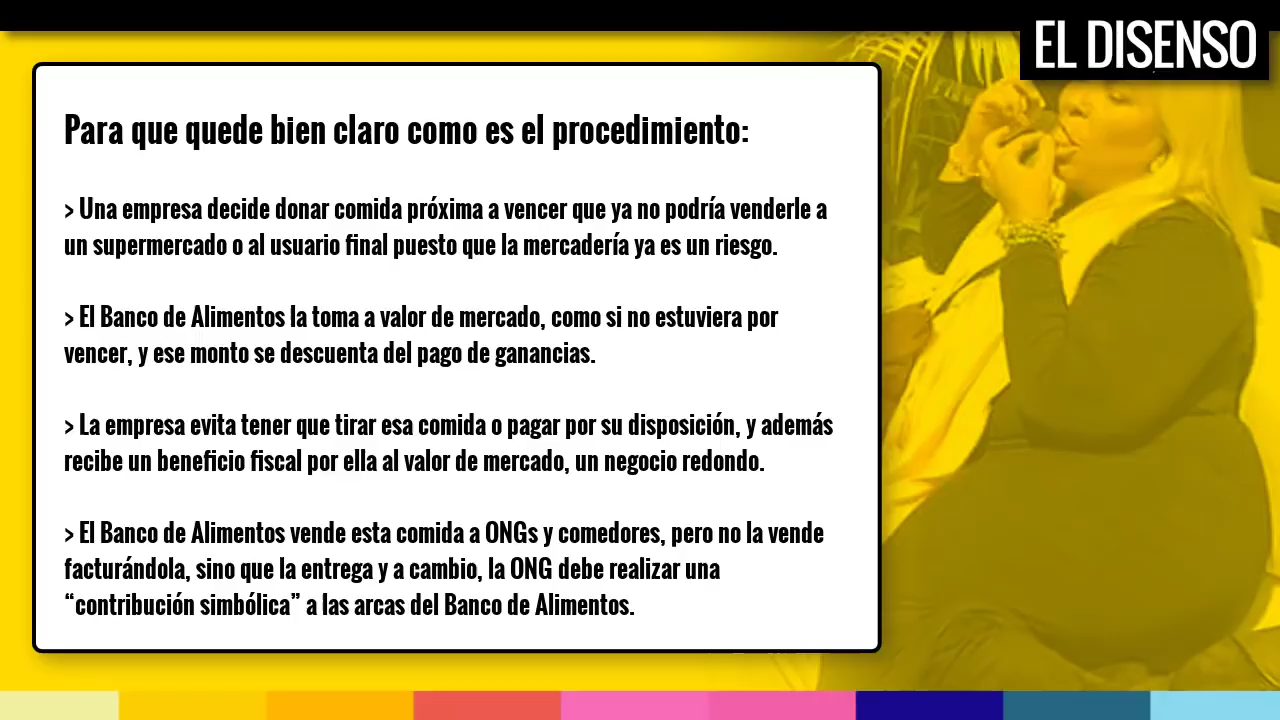 EL DISENSO
Para que quede bien claro como es el procedimiento:
> Una empresa decide donar comida próxima a vencer que ya no podría venderle a
un supermercado o al usuario final puesto que la mercadería ya es un riesgo.
> El Banco de Alimentos la toma a valor de mercado, como si no estuviera por
vencer, y ese monto se descuenta del pago de ganancias.
> La empresa evita tener que tirar esa comida o pagar por su disposición, y además
recibe un beneficio fiscal por ella al valor de mercado, un negocio redondo.
> El Banco de Alimentos vende esta comida a ONGs y comedores, pero no la vende
facturándola, sino que la entrega y a cambio, la ONG debe realizar una
“contribución simbólica” a las arcas del Banco de Alimentos.